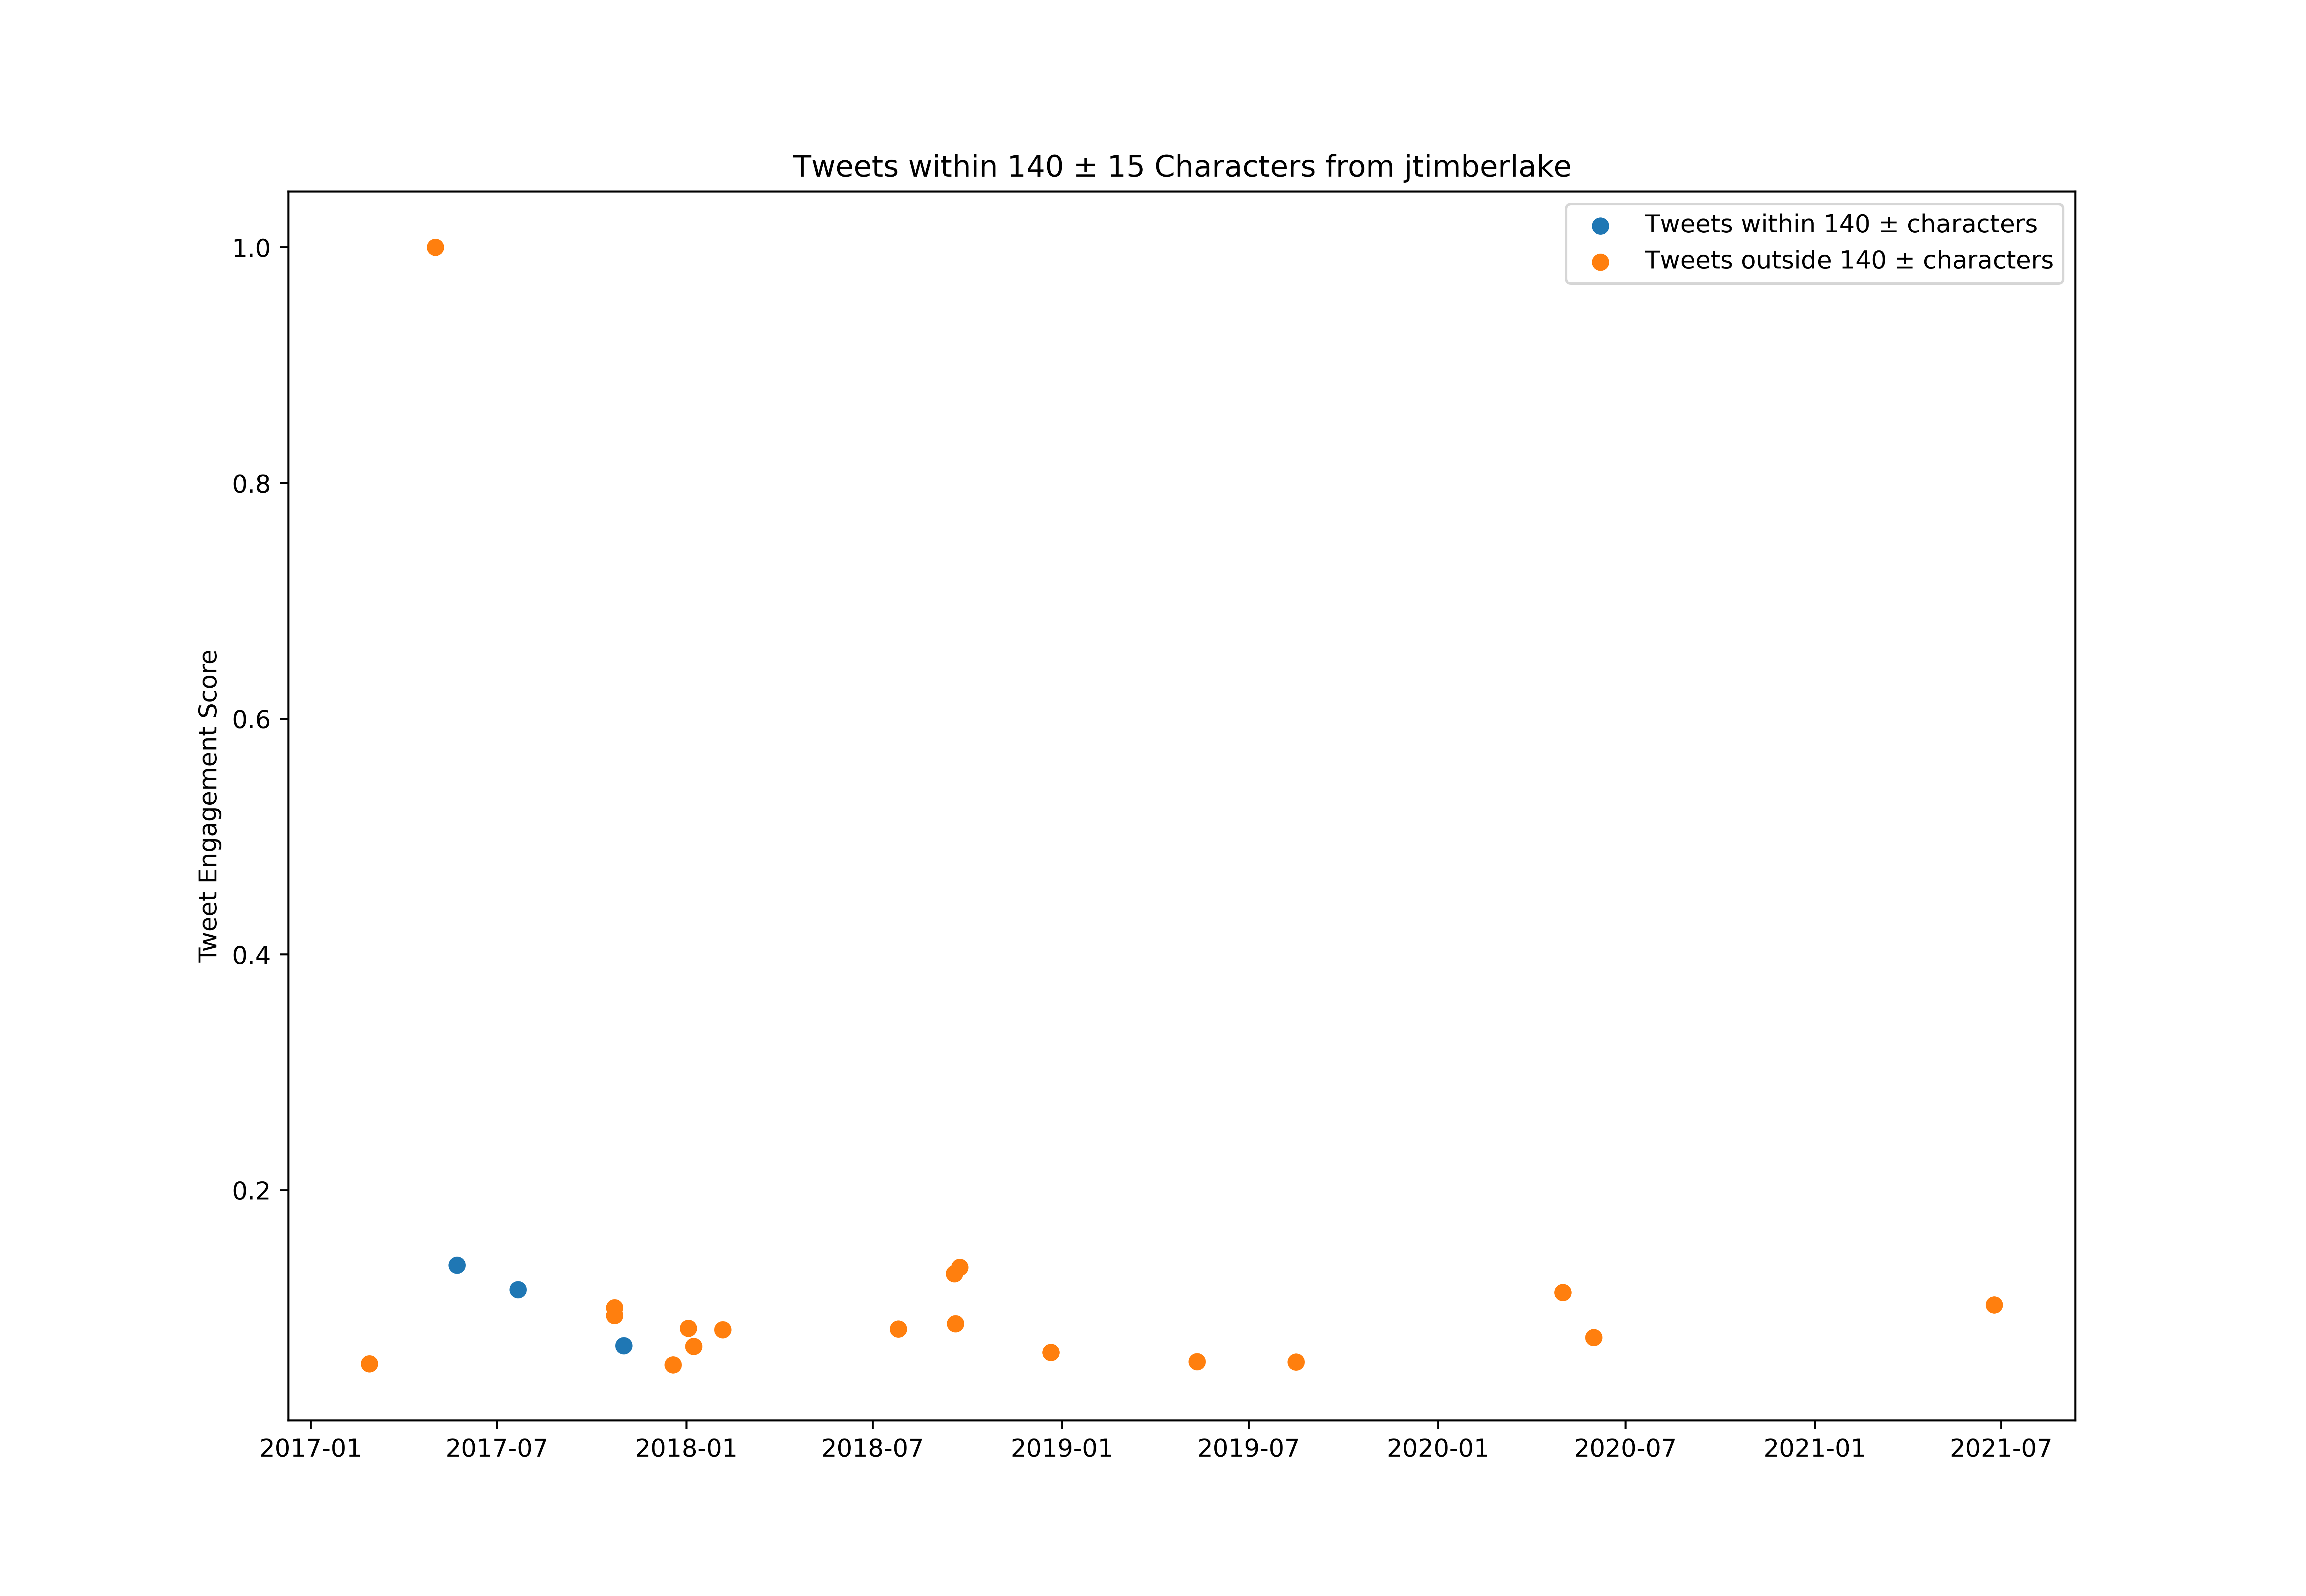 Tweets within 140 ± 15 Characters from jtimberlake
Tweets within 140 ± characters
Tweets outside 140 ± characters
Tweet Engagement Score
1.0
0.8
0.6
0.4
0.2
2017-01 2017-07 2018-01 2018-07 2019-01 2019-07 2020-01 2020-07 2021-01 2021-07